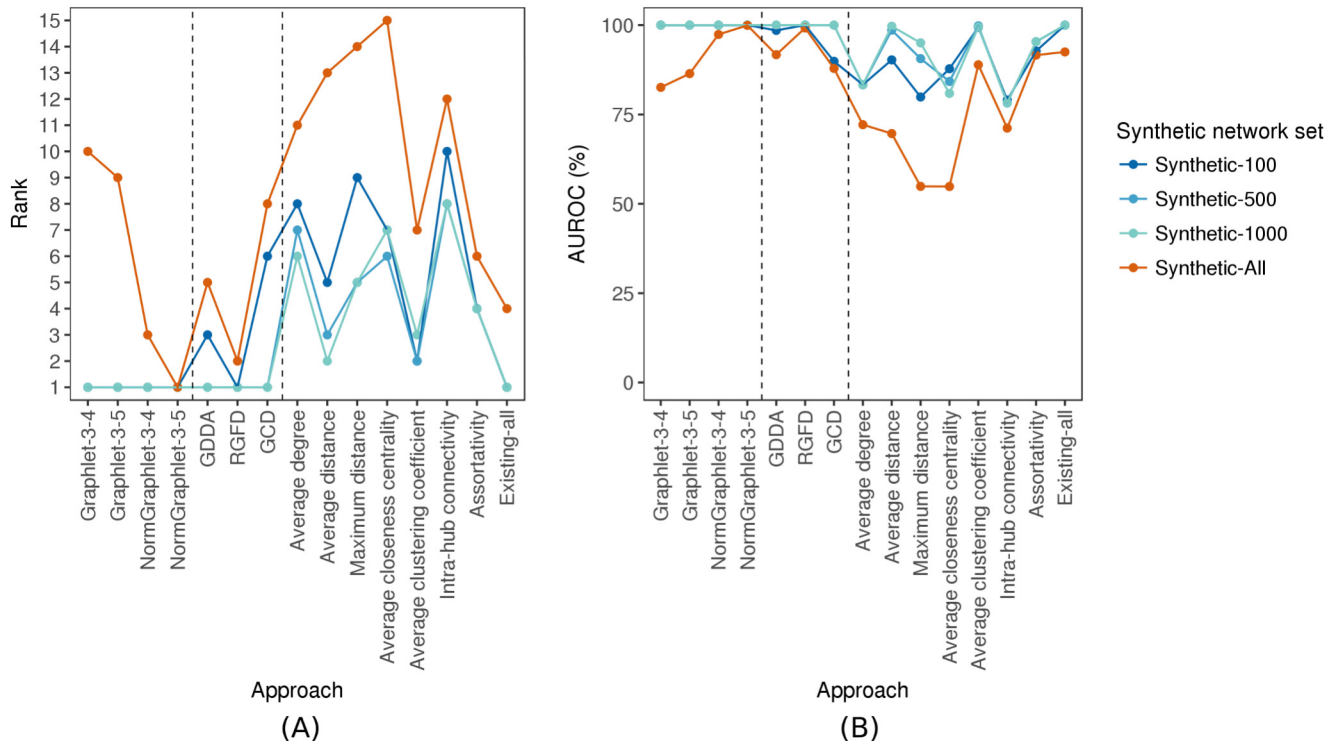 Rank
15
14
13
12
11
10
9
8
7
6
5
4
3
2
1
Graphlet-3-4
Graphlet-3-5
NormGraphlet-3-4
NormGraphlet-3-5
GDDA
RGFD
GCD
Average degree
Average distance
Maximum distance
Average closeness centrality
Average clustering coefficient
Intra-hub connectivity
Assortativity
Existing-all
Approach
(A)
AUROC (%)
100
75
50
25
0
Graphlet-3-4
Graphlet-3-5
NormGraphlet-3-4
NormGraphlet-3-5
GDDA
RGFD
GCD
Average degree
Average distance
Maximum distance
Average closeness centrality
Average clustering coefficient
Intra-hub connectivity
Assortativity
Existing-all
Approach
(B)
Synthetic network set
Synthetic-100
Synthetic-500
Synthetic-1000
Synthetic-All